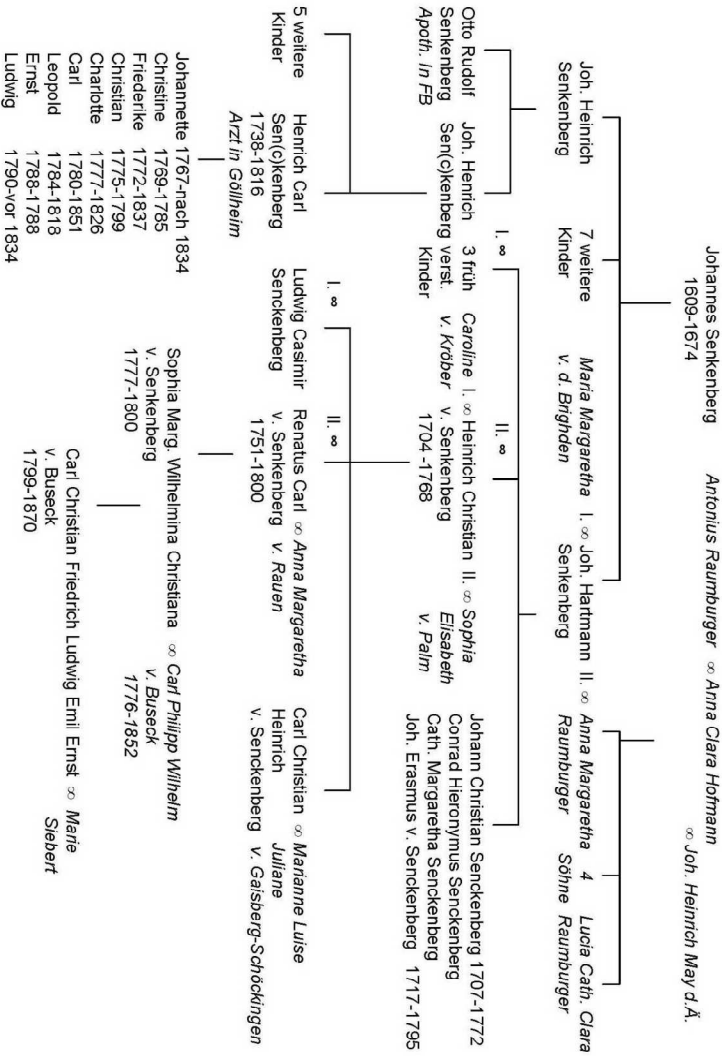 Johannes Senkenberg
1609-1674
Antonius Raumburger ∞ Anna Clara Hofmann
∞ Joh. Heinrich May d.Ä.
Joh. Heinrich
Senkenberg
7 weitere
Kinder
Maria Margaretha I. ∞ Joh. Hartmann II. ∞ Anna Margaretha
v. d. Brighden
Senkenberg
Raumburger
4
Söhne
Lucia Cath. Clara
Raumburger
Otto Rudolf
Senkenberg
Apoth. in FB
Joh. Henrich
Sen(c)kenberg
I. ∞
3 früh
verst.
Kinder
II. ∞
Caroline I. ∞ Heinrich Christian II. ∞ Sophia
v. Kröber
v. Senkenberg
1704-1768
Elisabeth
v. Palm
Johann Christian Senckenberg 1707-1772
Conrad Hieronymus Senckenberg
Cath. Margaretha Senckenberg
Joh. Erasmus v. Senckenberg 1717-1795
5 weitere
Kinder
Henrich Carl
Sen(c)kenberg
1738-1816
Arzt in Göllheim
I. ∞
Ludwig Casimir
Senckenberg
II. ∞
Renatus Carl ∞ Anna Margaretha
v. Senkenberg v. Rauen
1751-1800
Carl Christian ∞ Marianne Luise
Heinrich
v. Senckenberg
Juliane
v. Gaisberg-Schöckingen
Johannette 1767-nach 1834
Christine 1769-1785
Friederike 1772-1837
Christian 1775-1799
Charlotte 1777-1826
Carl 1780-1851
Leopold 1784-1818
Ernst 1788-1788
Ludwig 1790-vor 1834
Sophia Marg. Wilhelmina Christiana ∞ Carl Philipp Wilhelm
v. Senkenberg
1777-1800
v. Buseck
1776-1852
Carl Christian Friedrich Ludwig Emil Ernst ∞ Marie
v. Buseck
1799-1870
Siebert